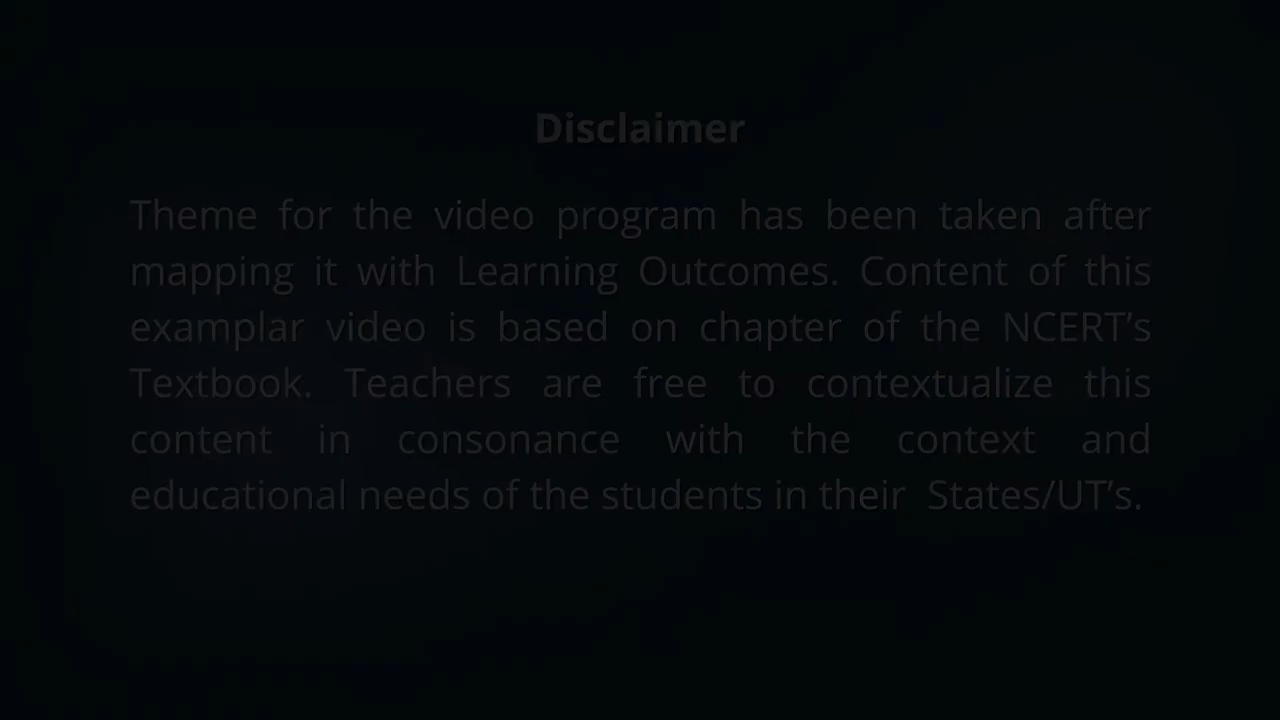 Disclaimer
Theme for the video program has been taken after
mapping it with Learning Outcomes. Content of this
examplar video is based on chapter of the NCERT’s
Textbook. Teachers are free to contextualize this
content in consonance with the context and
educational needs of the students in their States/UT’s.